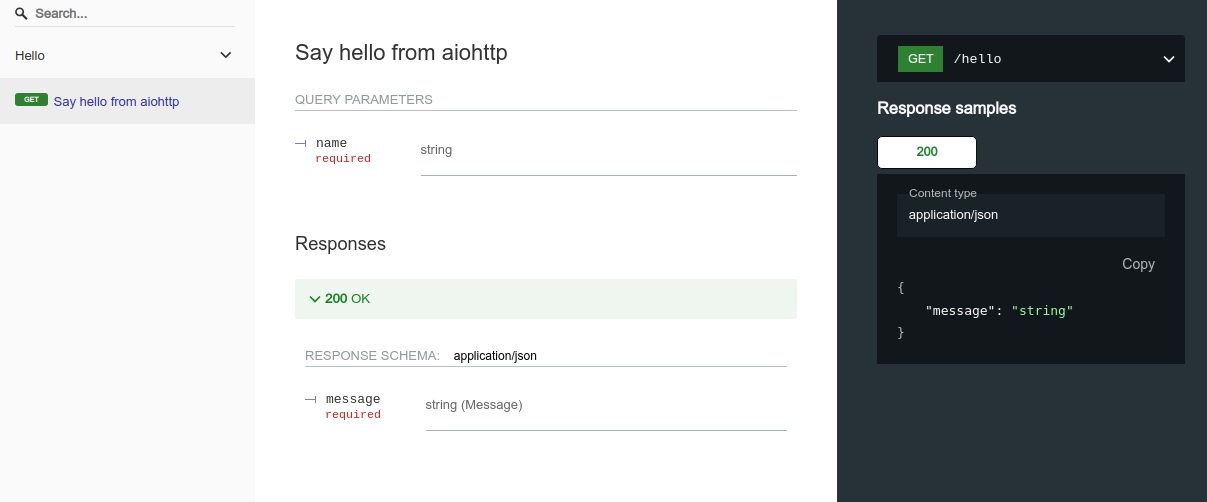 Search...
Hello
GET Say hello from aiohttp
Say hello from aiohttp
QUERY PARAMETERS
name string
required
Responses
200 OK
RESPONSE SCHEMA: application/json
message string (Message)
required
GET /hello
Response samples
200
Content type
application/json
Copy
{
"message": "string"
}